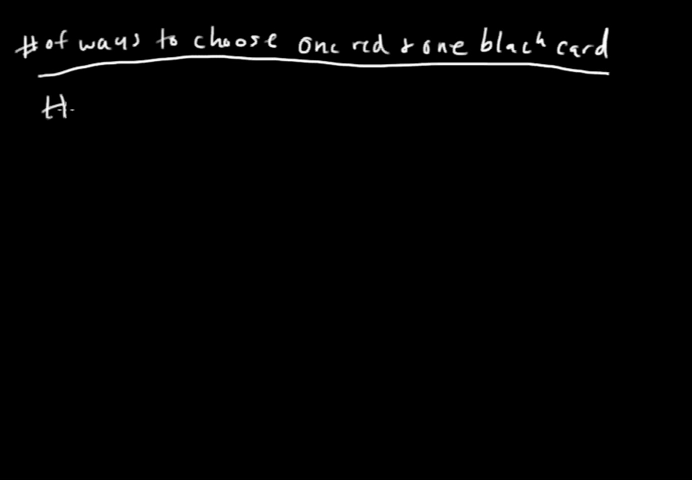 # of ways to choose one red & one black card
#